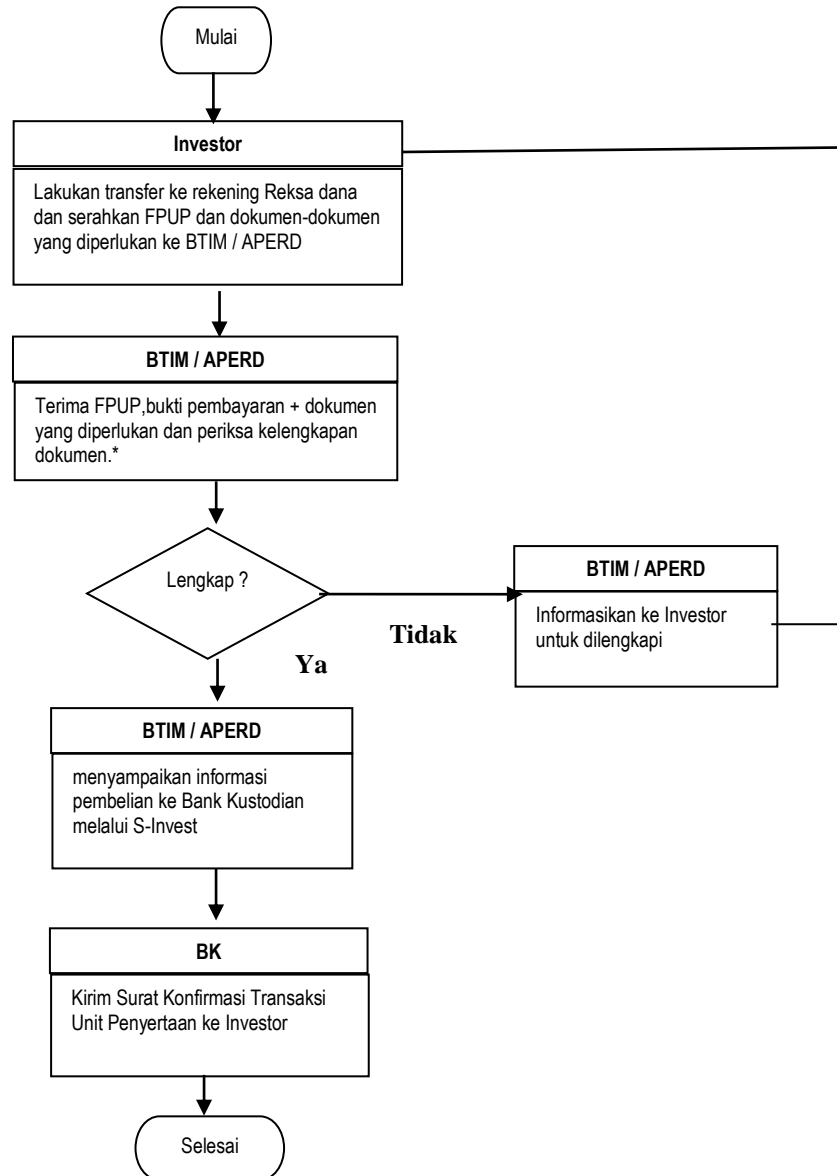 Mulai
Investor
Lakukan transfer ke rekening Reksa dana
dan serahkan FPUP dan dokumen-dokumen
yang diperlukan ke BTIM / APERD
BTIM / APERD
Terima FPUP,bukti pembayaran + dokumen
yang diperlukan dan periksa kelengkapan
dokumen.*
Lengkap ?
Tidak
BTIM / APERD
Informasikan ke Investor
untuk dilengkapi
Ya
BTIM / APERD
menyampaikan informasi
pembelian ke Bank Kustodian
melalui S-Invest
BK
Kirim Surat Konfirmasi Transaksi
Unit Penyertaan ke Investor
Selesai